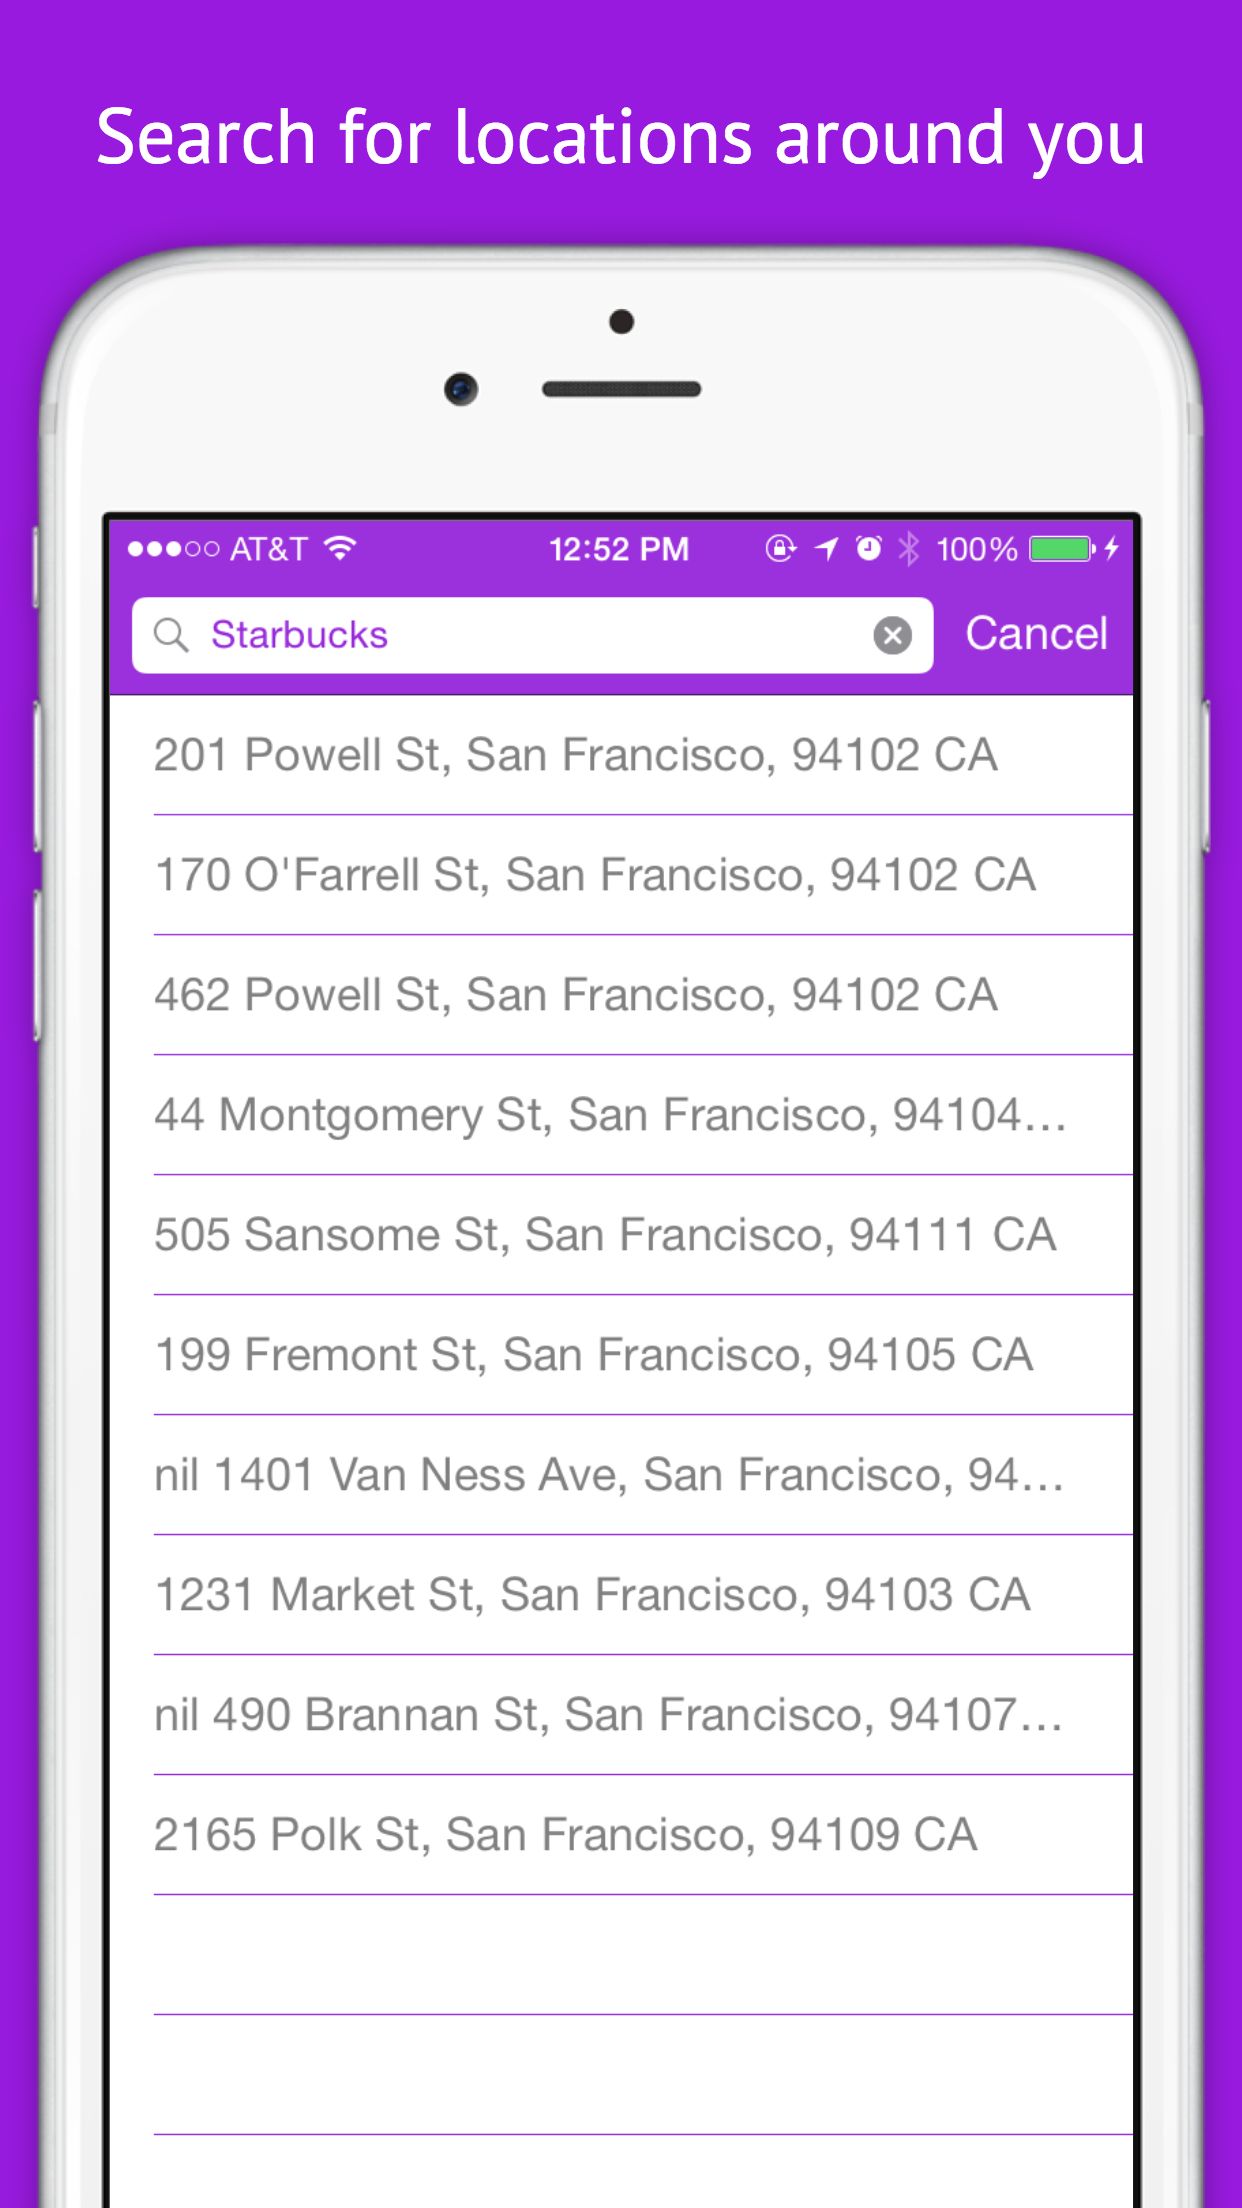 Search for locations around you
AT&T 12:52 PM 100%
Starbucks Cancel
201 Powell St, San Francisco, 94102 CA
170 O'Farrell St, San Francisco, 94102 CA
462 Powell St, San Francisco, 94102 CA
44 Montgomery St, San Francisco, 94104...
505 Sansome St, San Francisco, 94111 CA
199 Fremont St, San Francisco, 94105 CA
nil 1401 Van Ness Ave, San Francisco, 94...
1231 Market St, San Francisco, 94103 CA
nil 490 Brannan St, San Francisco, 94107...
2165 Polk St, San Francisco, 94109 CA